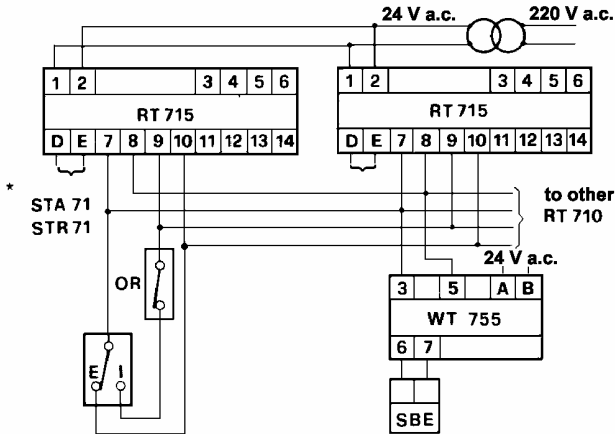 24 V a.c. 220 V a.c.
1 2 3 4 5 6
RT 715
D E 7 8 9 10 11 12 13 14
1 2 3 4 5 6
RT 715
D E 7 8 9 10 11 12 13 14
*
STA 71
STR 71
to other
RT 710
24 V a.c.
OR
E I
3 5 A B
WT 755
6 7
SBE